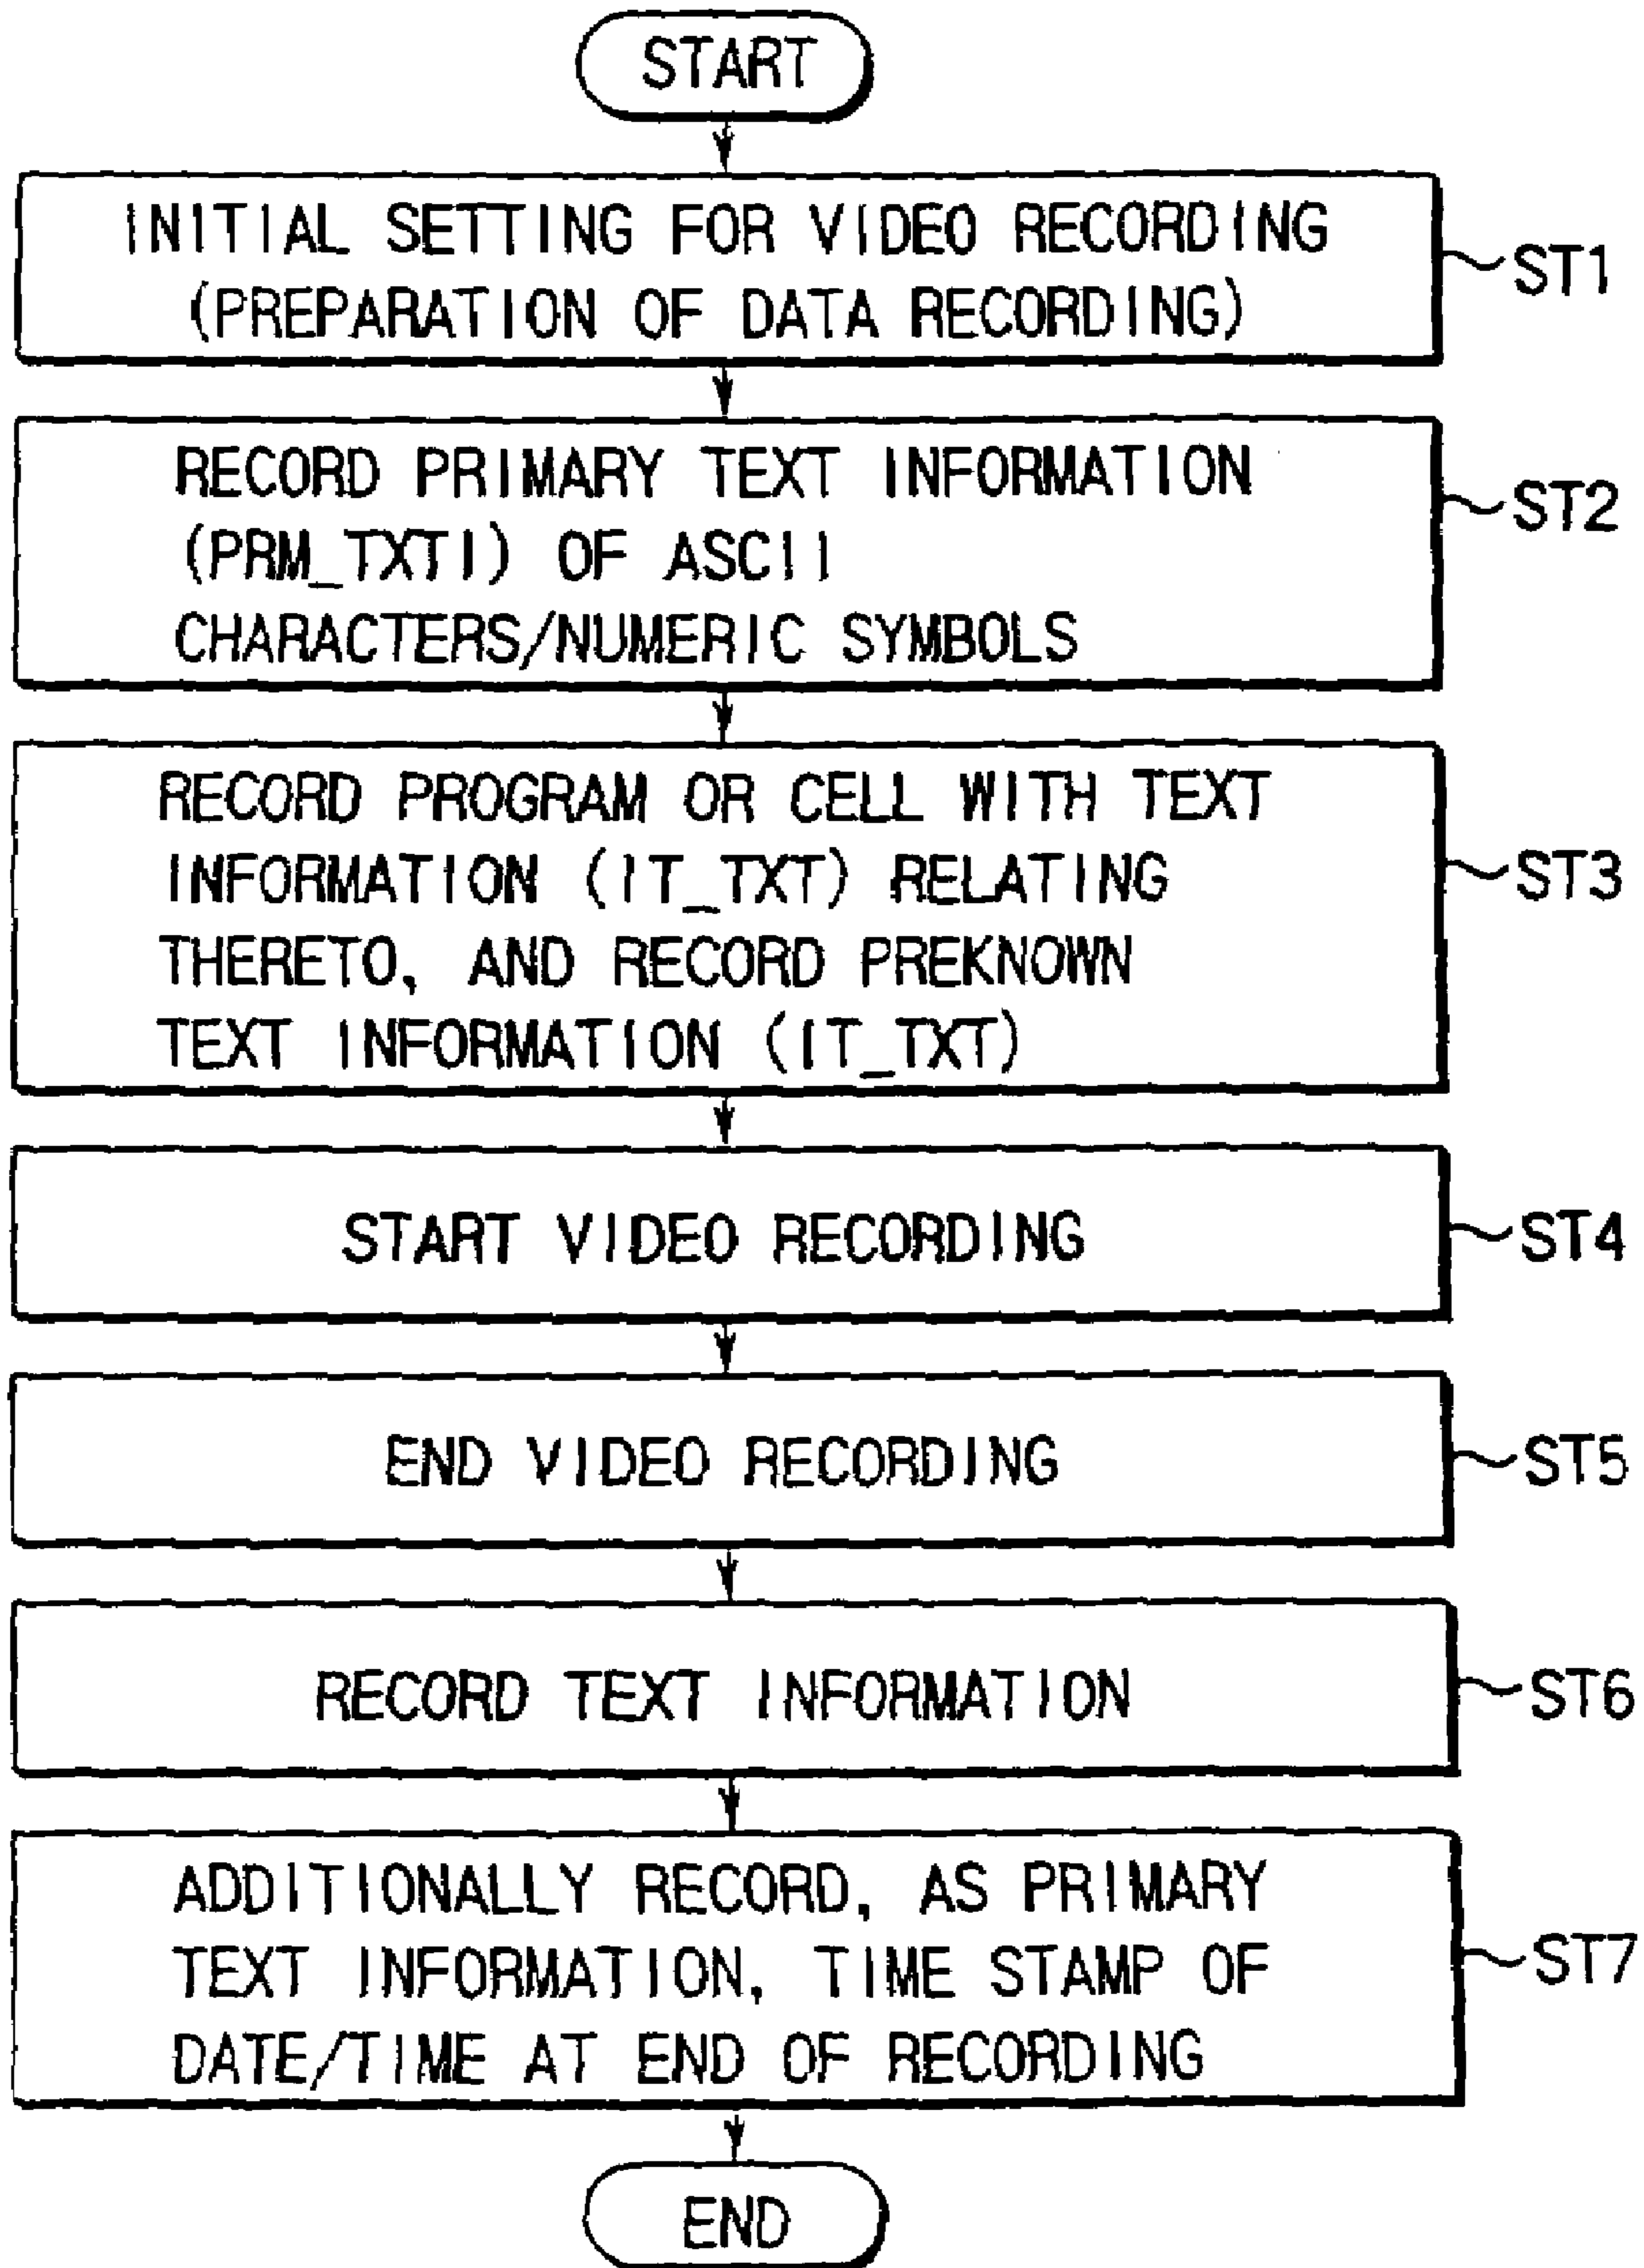 START
INITIAL SETTING FOR VIDEO RECORDING
(PREPARATION OF DATA RECORDING)
ST1
RECORD PRIMARY TEXT INFORMATION
(PRM_TXTI) OF ASCII
CHARACTERS/NUMERIC SYMBOLS
ST2
RECORD PROGRAM OR CELL WITH TEXT
INFORMATION (IT_TXT) RELATING
THERETO, AND RECORD PREKNOWN
TEXT INFORMATION (IT_TXT)
ST3
START VIDEO RECORDING
ST4
END VIDEO RECORDING
ST5
RECORD TEXT INFORMATION
ST6
ADDITIONALLY RECORD, AS PRIMARY
TEXT INFORMATION, TIME STAMP OF
DATE/TIME AT END OF RECORDING
ST7
END